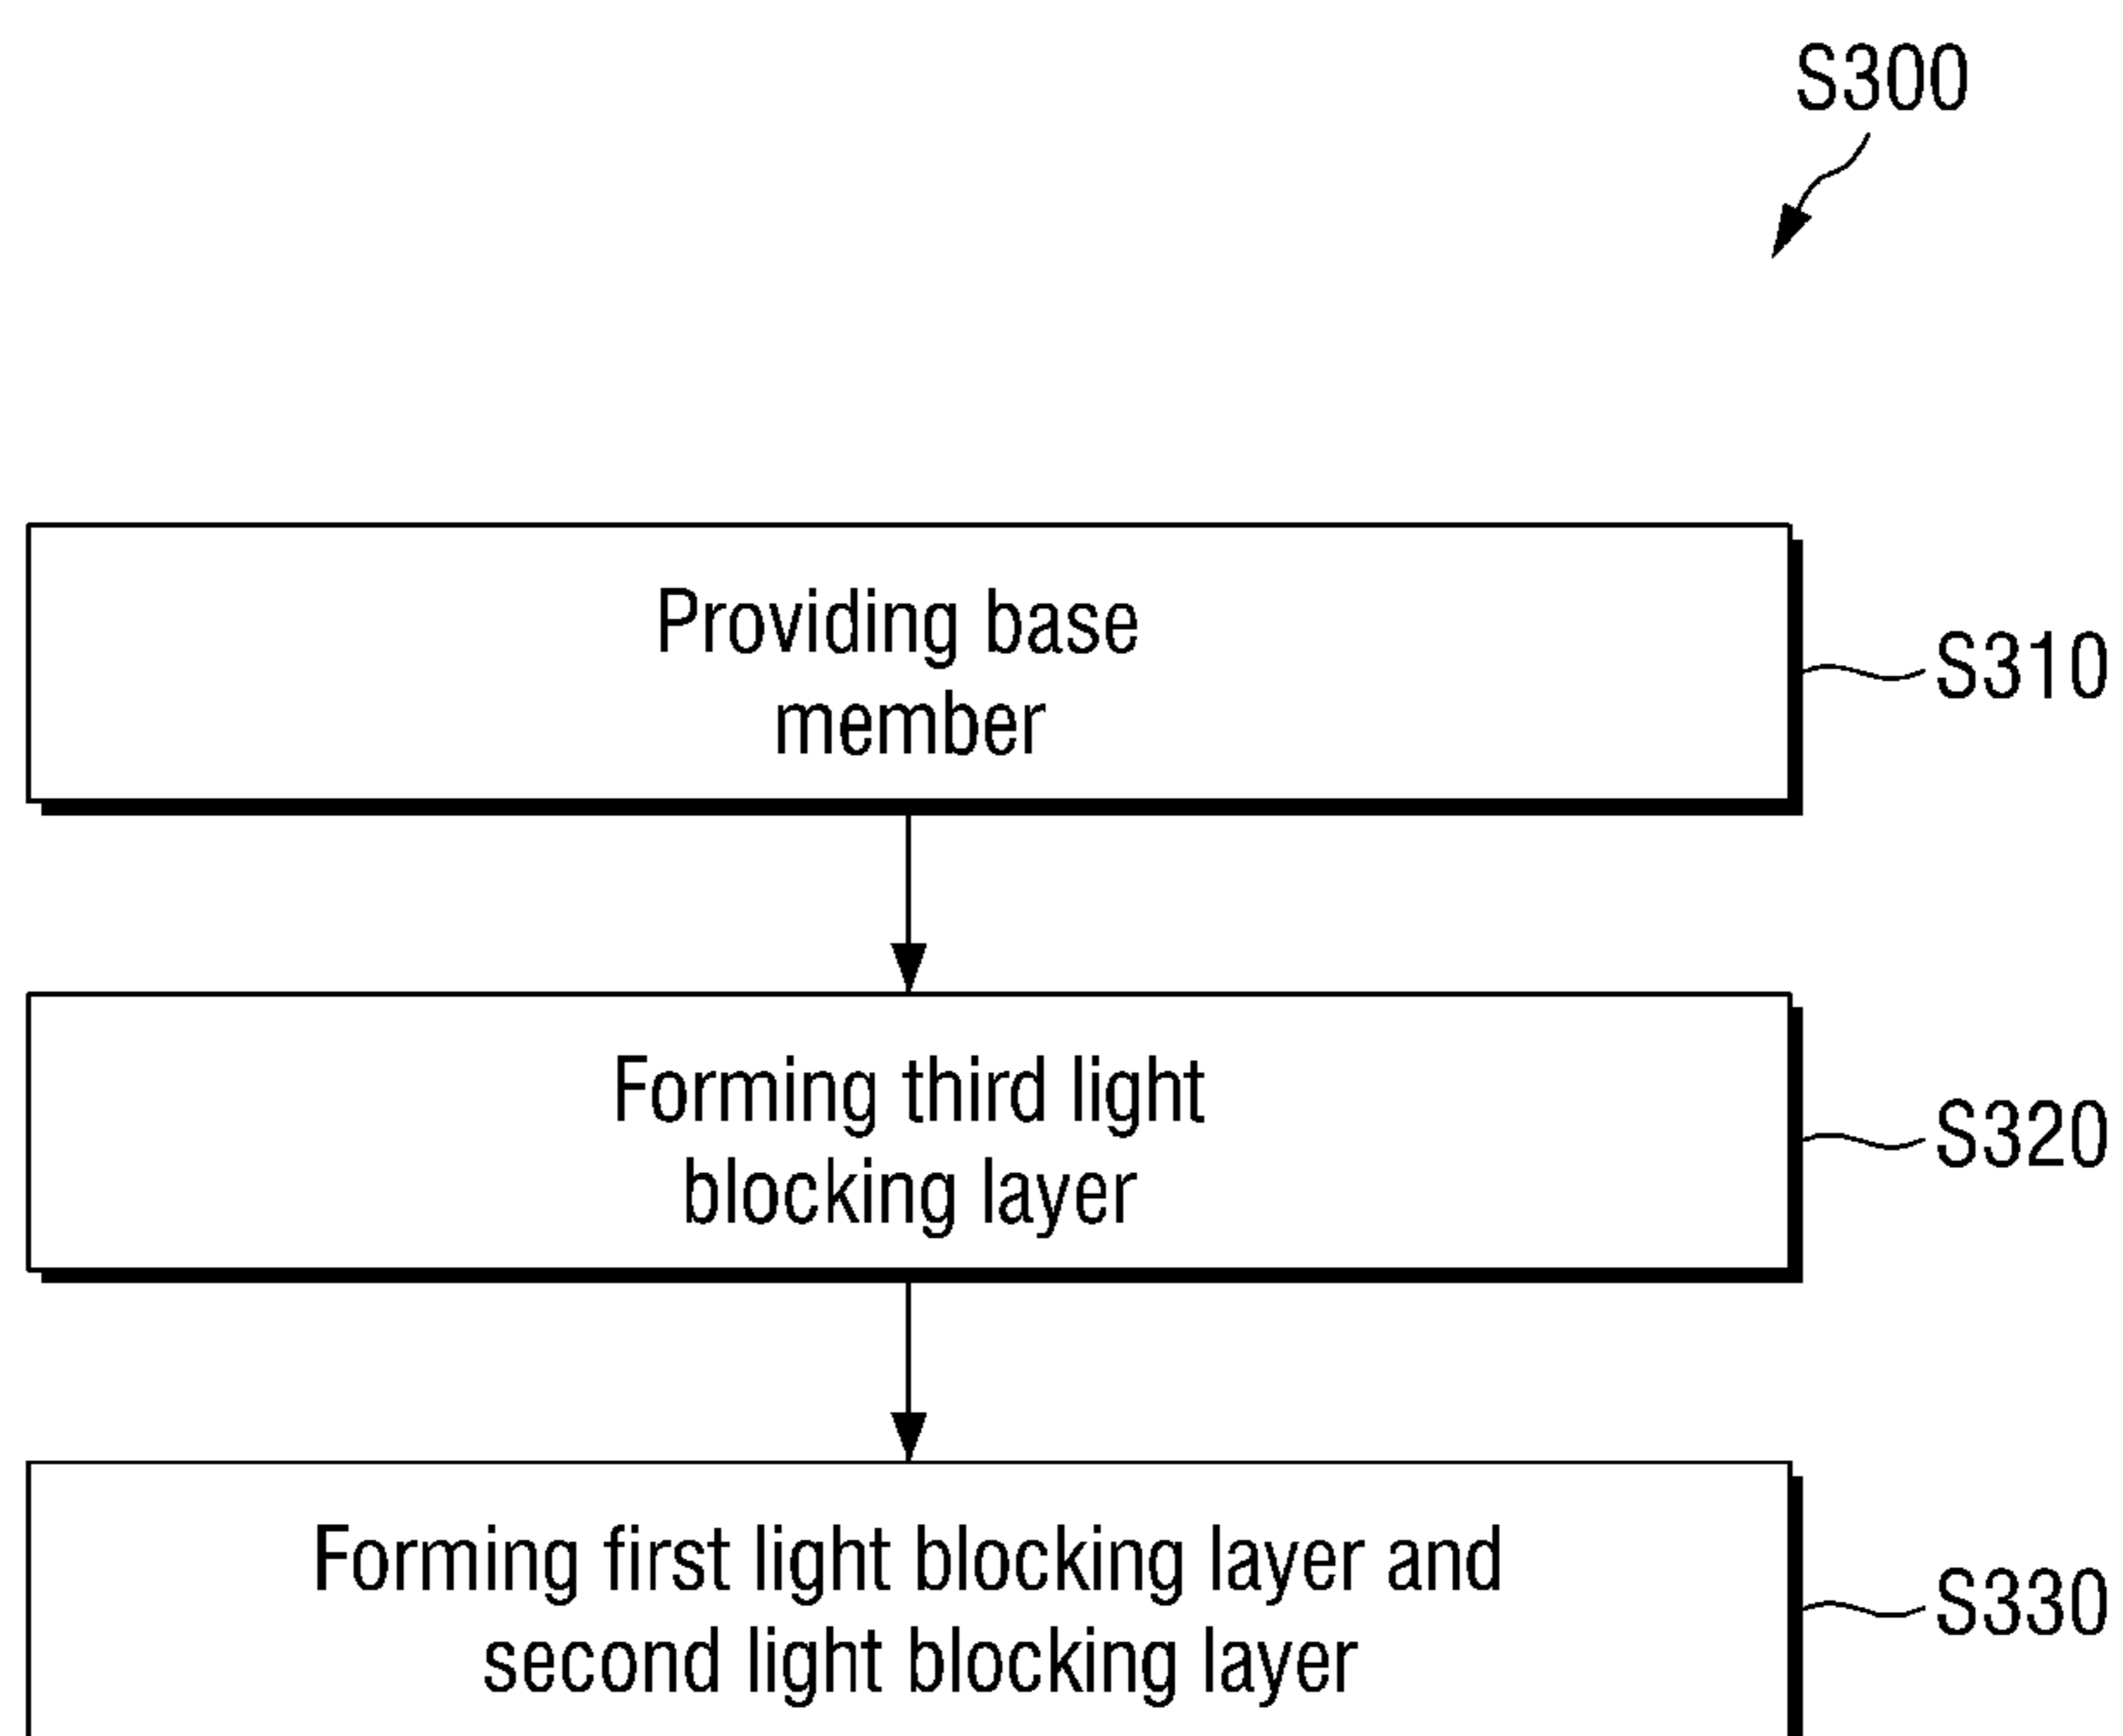 S300
Providing base
member
S310
Forming third light
blocking layer
S320
Forming first light blocking layer and
second light blocking layer
S330